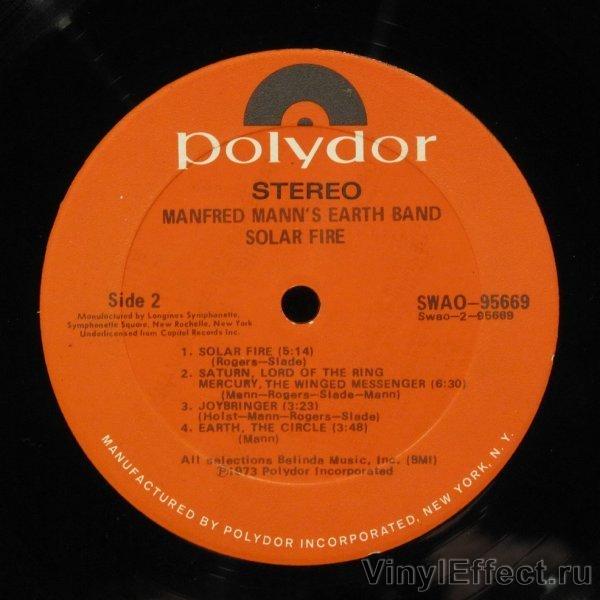 polydor
STEREO
MANFRED MANN'S EARTH BAND
SOLAR FIRE
Side 2
SWAO-95669
Swao-2-95669
Manufactured by Longines Symphonette,
Symphonette Square, New Rochelle, New York
Underlicensed from Capitol Records Inc.
1. SOLAR FIRE (5:14)
(Rogers-Slade)
2. SATURN, LORD OF THE RING
MERCURY, THE WINGED MESSENGER (6:30)
(Mann-Rogers-Slade-Mann)
3. JOYBRINGER (3:23)
(Holst-Mann-Rogers-Slade)
4. EARTH, THE CIRCLE (3:48)
(Mann)
All selections Belinda Music, Inc. (BMI)
℗1973 Polydor Incorporated
MANUFACTURED BY POLYDOR INCORPORATED, NEW YORK, N.Y.
VinylEffect.ru